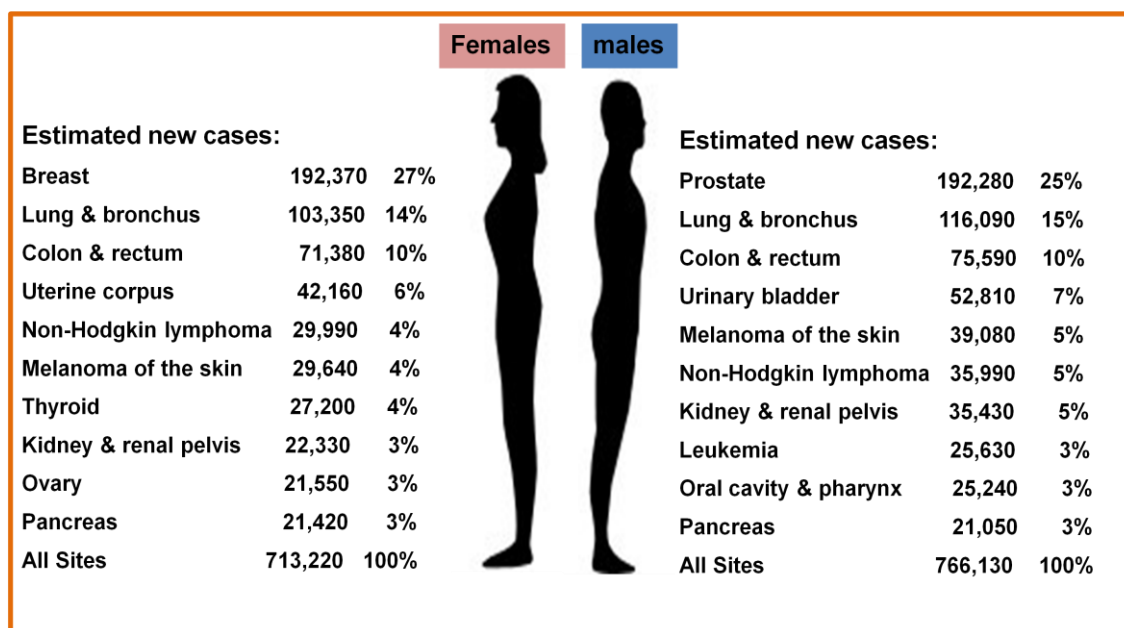 Females males
Estimated new cases:
Breast 192,370 27%
Lung & bronchus 103,350 14%
Colon & rectum 71,380 10%
Uterine corpus 42,160 6%
Non-Hodgkin lymphoma 29,990 4%
Melanoma of the skin 29,640 4%
Thyroid 27,200 4%
Kidney & renal pelvis 22,330 3%
Ovary 21,550 3%
Pancreas 21,420 3%
All Sites 713,220 100%
Estimated new cases:
Prostate 192,280 25%
Lung & bronchus 116,090 15%
Colon & rectum 75,590 10%
Urinary bladder 52,810 7%
Melanoma of the skin 39,080 5%
Non-Hodgkin lymphoma 35,990 5%
Kidney & renal pelvis 35,430 5%
Leukemia 25,630 3%
Oral cavity & pharynx 25,240 3%
Pancreas 21,050 3%
All Sites 766,130 100%